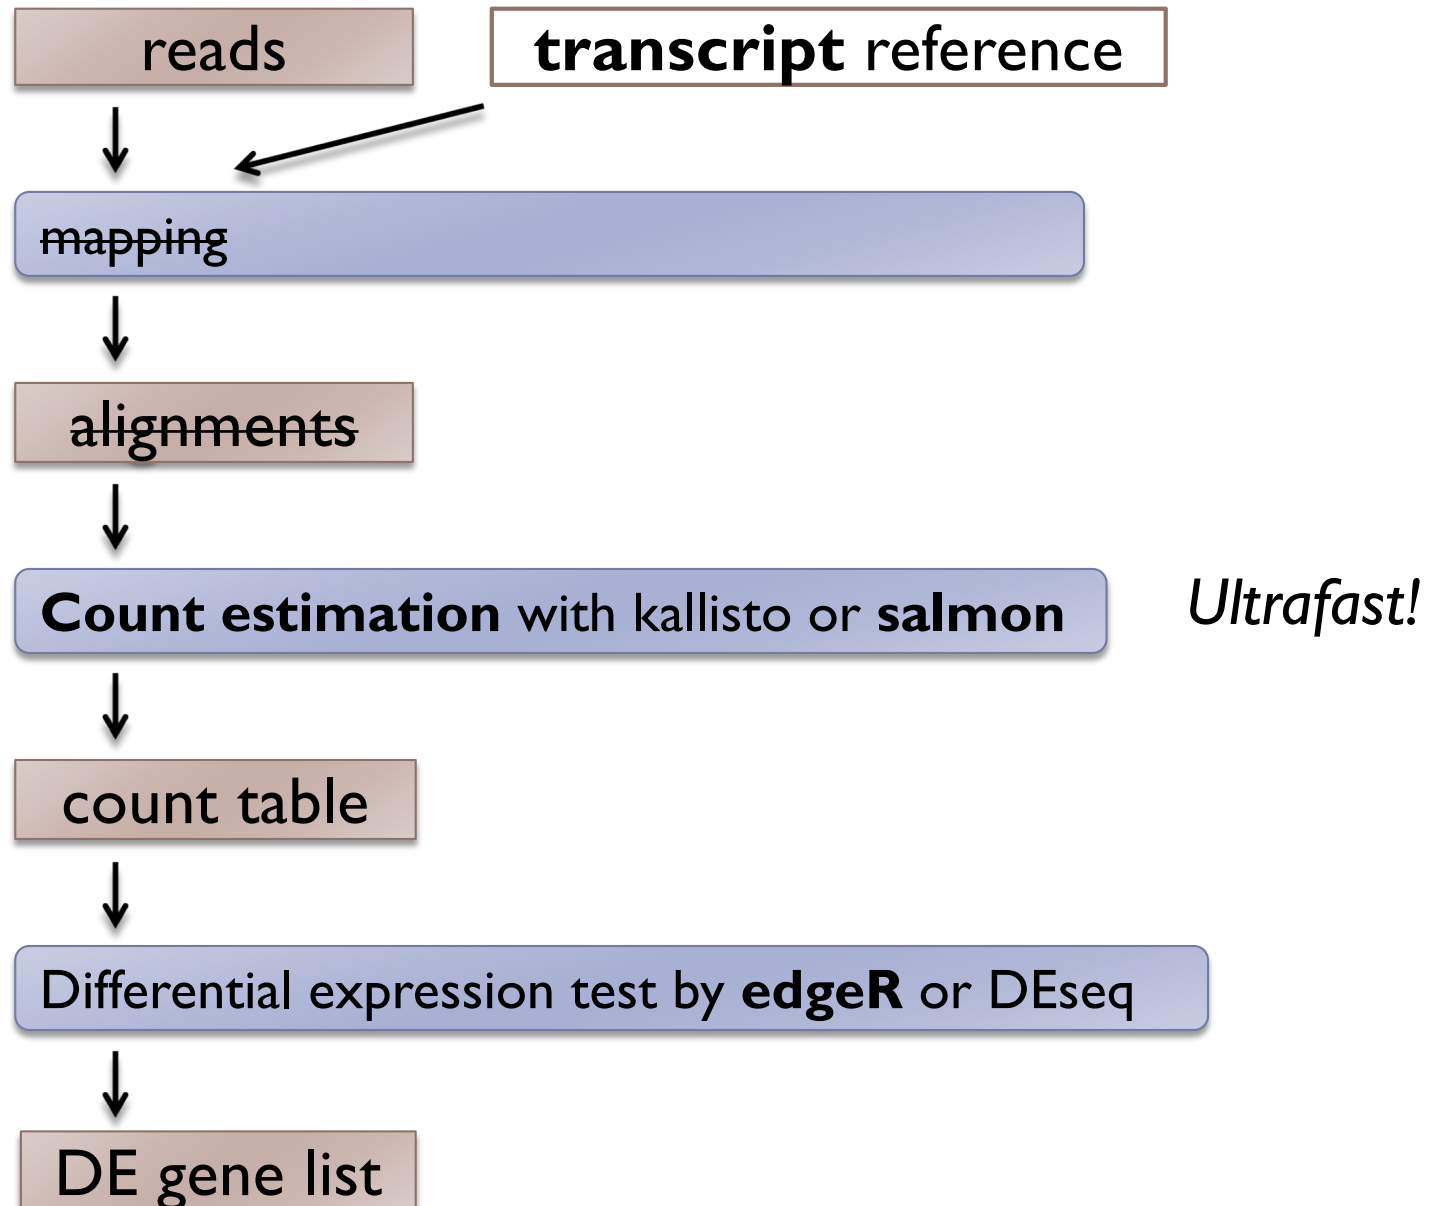 reads
transcript reference
mapping
alignments
Count estimation with kallisto or salmon
Ultrafast!
count table
Differential expression test by edgeR or DEseq
DE gene list